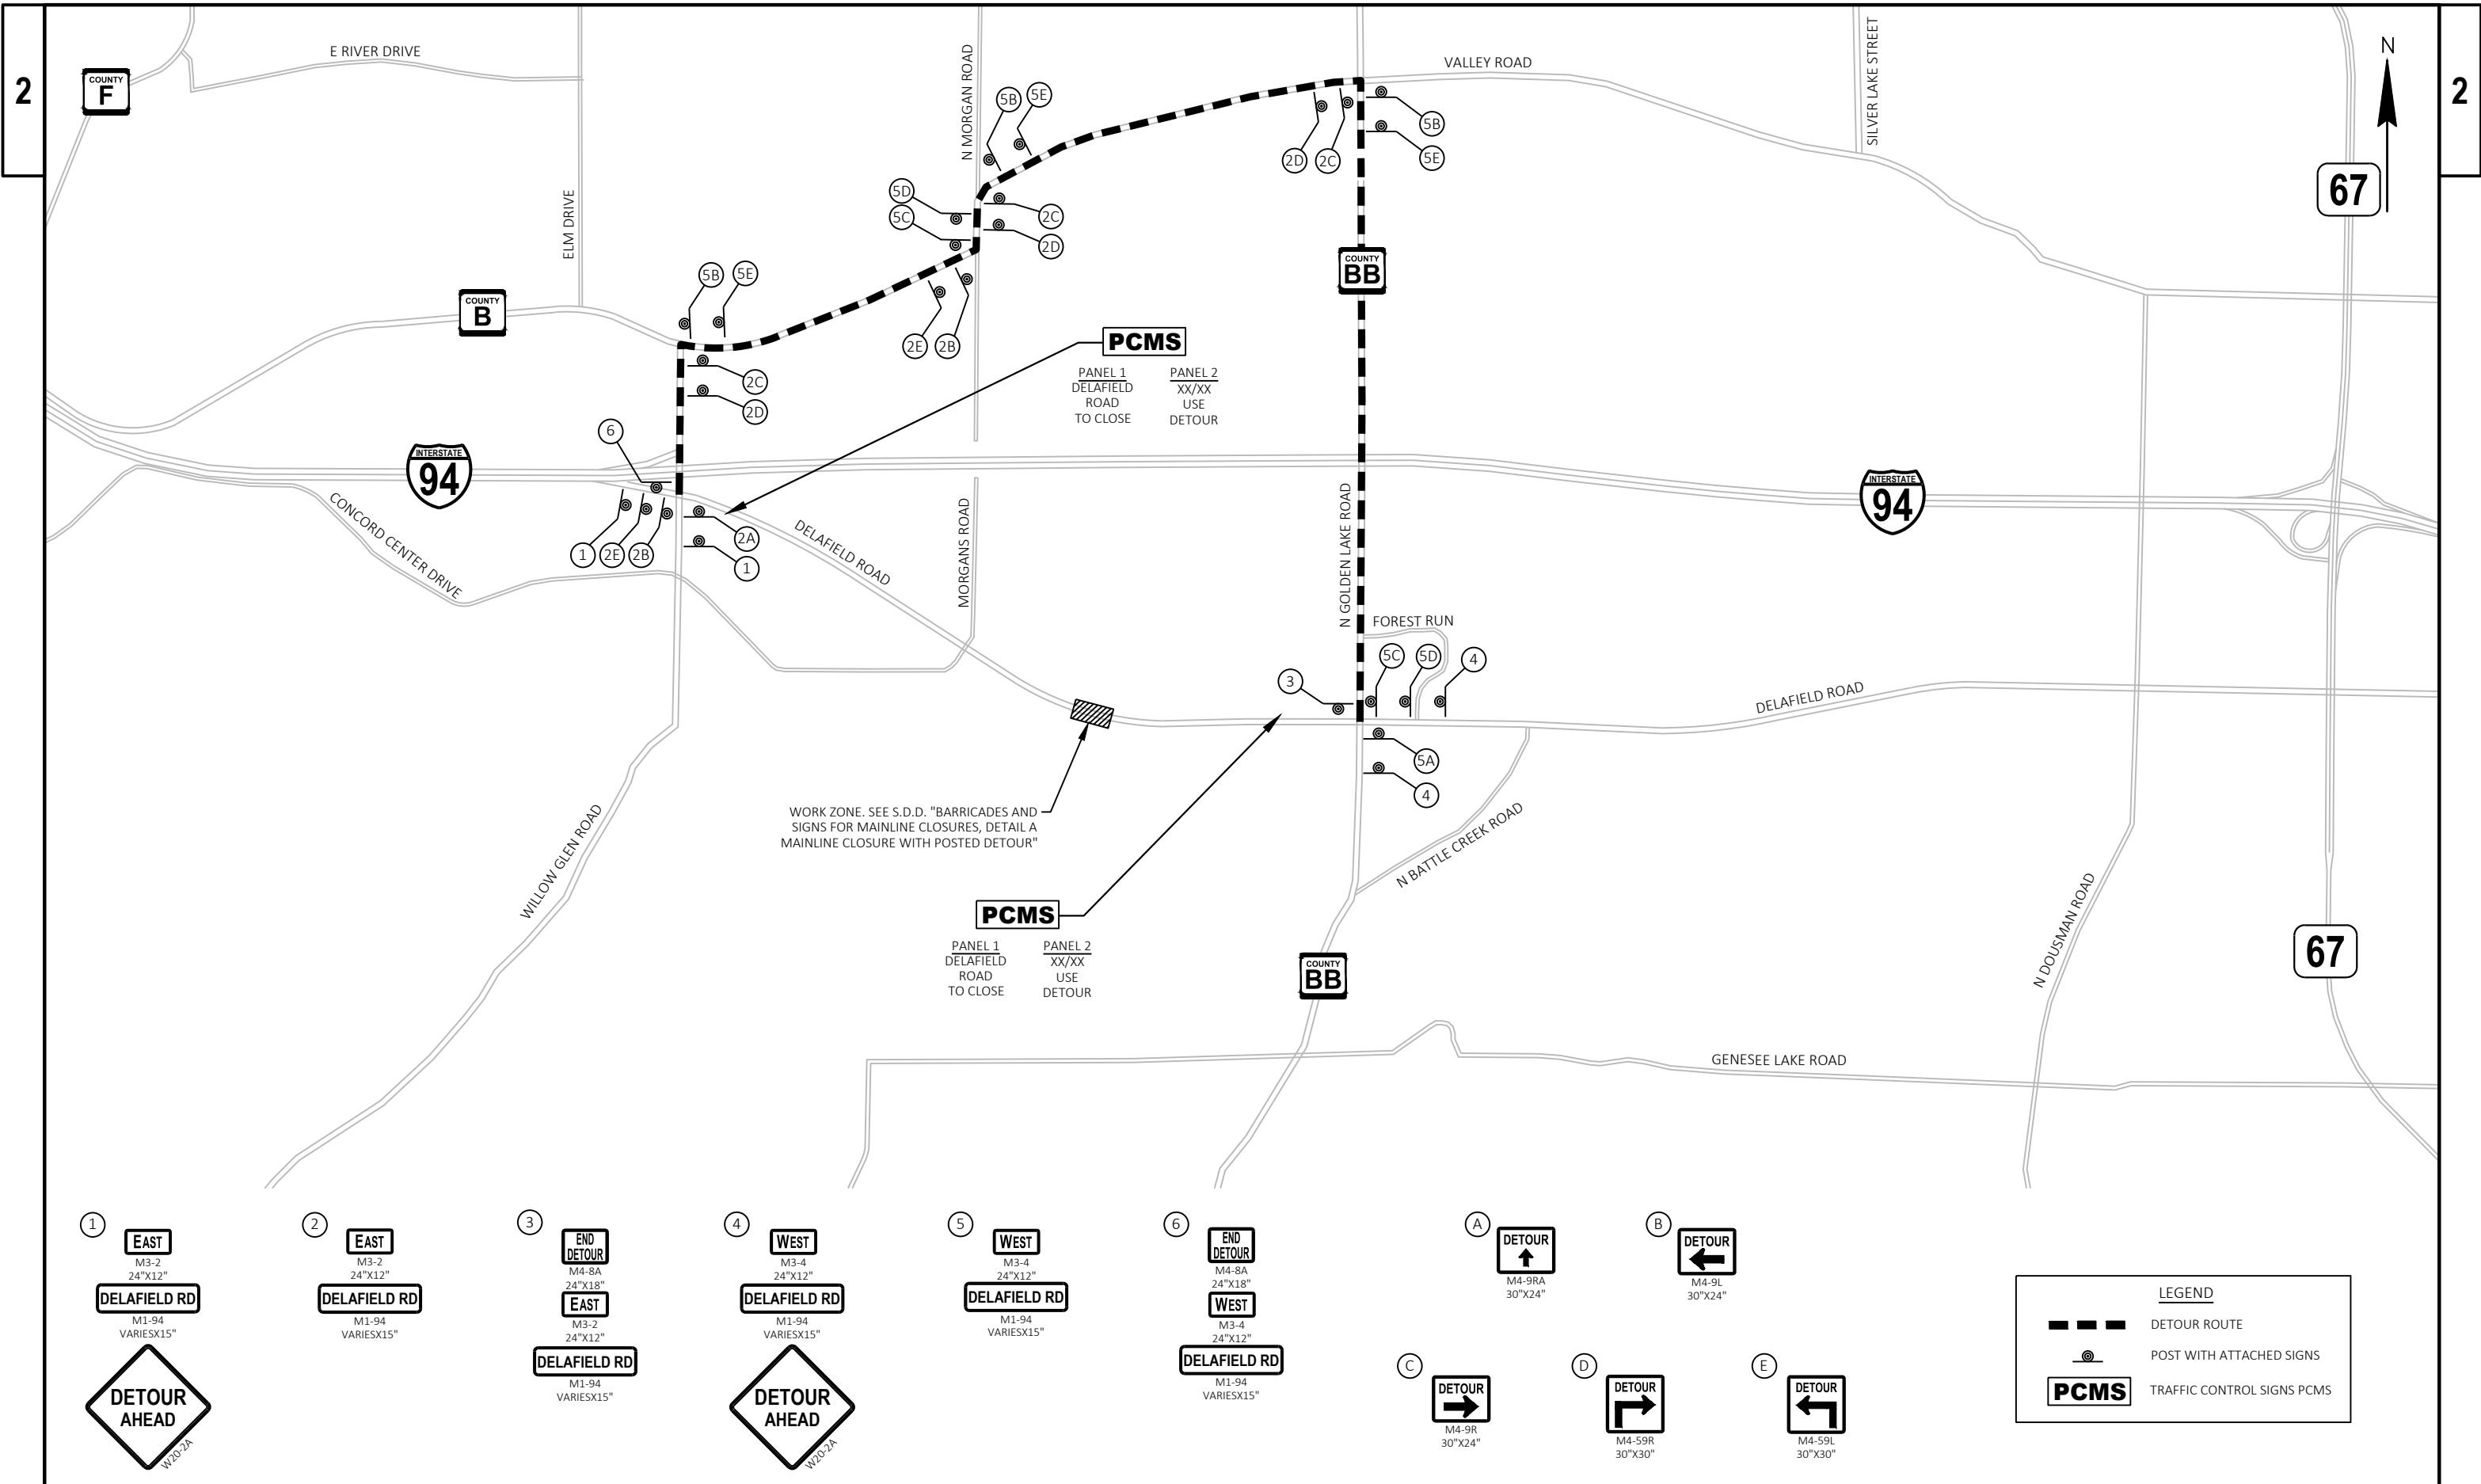 2
2
COUNTY
F
E RIVER DRIVE
N MORGAN ROAD
VALLEY ROAD
SILVER LAKE STREET
N
67
ELM DRIVE
COUNTY
B
5B
5E
5D
5C
2C
2D
2D
2C
5B
5E
COUNTY
BB
5B
5E
2E
2B
2C
2D
PCMS
PANEL 1
DELAFIELD
ROAD
TO CLOSE
PANEL 2
XX/XX
USE
DETOUR
6
INTERSTATE
94
INTERSTATE
94
CONCORD CENTER DRIVE
1
2E
2B
2A
1
DELAFIELD ROAD
MORGANS ROAD
N GOLDEN LAKE ROAD
FOREST RUN
3
5C
5D
4
DELAFIELD ROAD
5A
4
WORK ZONE. SEE S.D.D. "BARRICADES AND
SIGNS FOR MAINLINE CLOSURES, DETAIL A
MAINLINE CLOSURE WITH POSTED DETOUR"
WILLOW GLEN ROAD
N BATTLE CREEK ROAD
PCMS
PANEL 1
DELAFIELD
ROAD
TO CLOSE
PANEL 2
XX/XX
USE
DETOUR
COUNTY
BB
N DOUSMAN ROAD
67
GENESEE LAKE ROAD
1
EAST
M3-2
24"X12"
DELAFIELD RD
M1-94
VARIESX15"
DETOUR
AHEAD
W20-2A
2
EAST
M3-2
24"X12"
DELAFIELD RD
M1-94
VARIESX15"
3
END
DETOUR
M4-8A
24"X18"
EAST
M3-2
24"X12"
DELAFIELD RD
M1-94
VARIESX15"
4
WEST
M3-4
24"X12"
DELAFIELD RD
M1-94
VARIESX15"
DETOUR
AHEAD
W20-2A
5
WEST
M3-4
24"X12"
DELAFIELD RD
M1-94
VARIESX15"
6
END
DETOUR
M4-8A
24"X18"
WEST
M3-4
24"X12"
DELAFIELD RD
M1-94
VARIESX15"
A
DETOUR
M4-9RA
30"X24"
B
DETOUR
M4-9L
30"X24"
C
DETOUR
M4-9R
30"X24"
D
DETOUR
M4-59R
30"X30"
E
DETOUR
M4-59L
30"X30"
LEGEND
DETOUR ROUTE
POST WITH ATTACHED SIGNS
PCMS
TRAFFIC CONTROL SIGNS PCMS